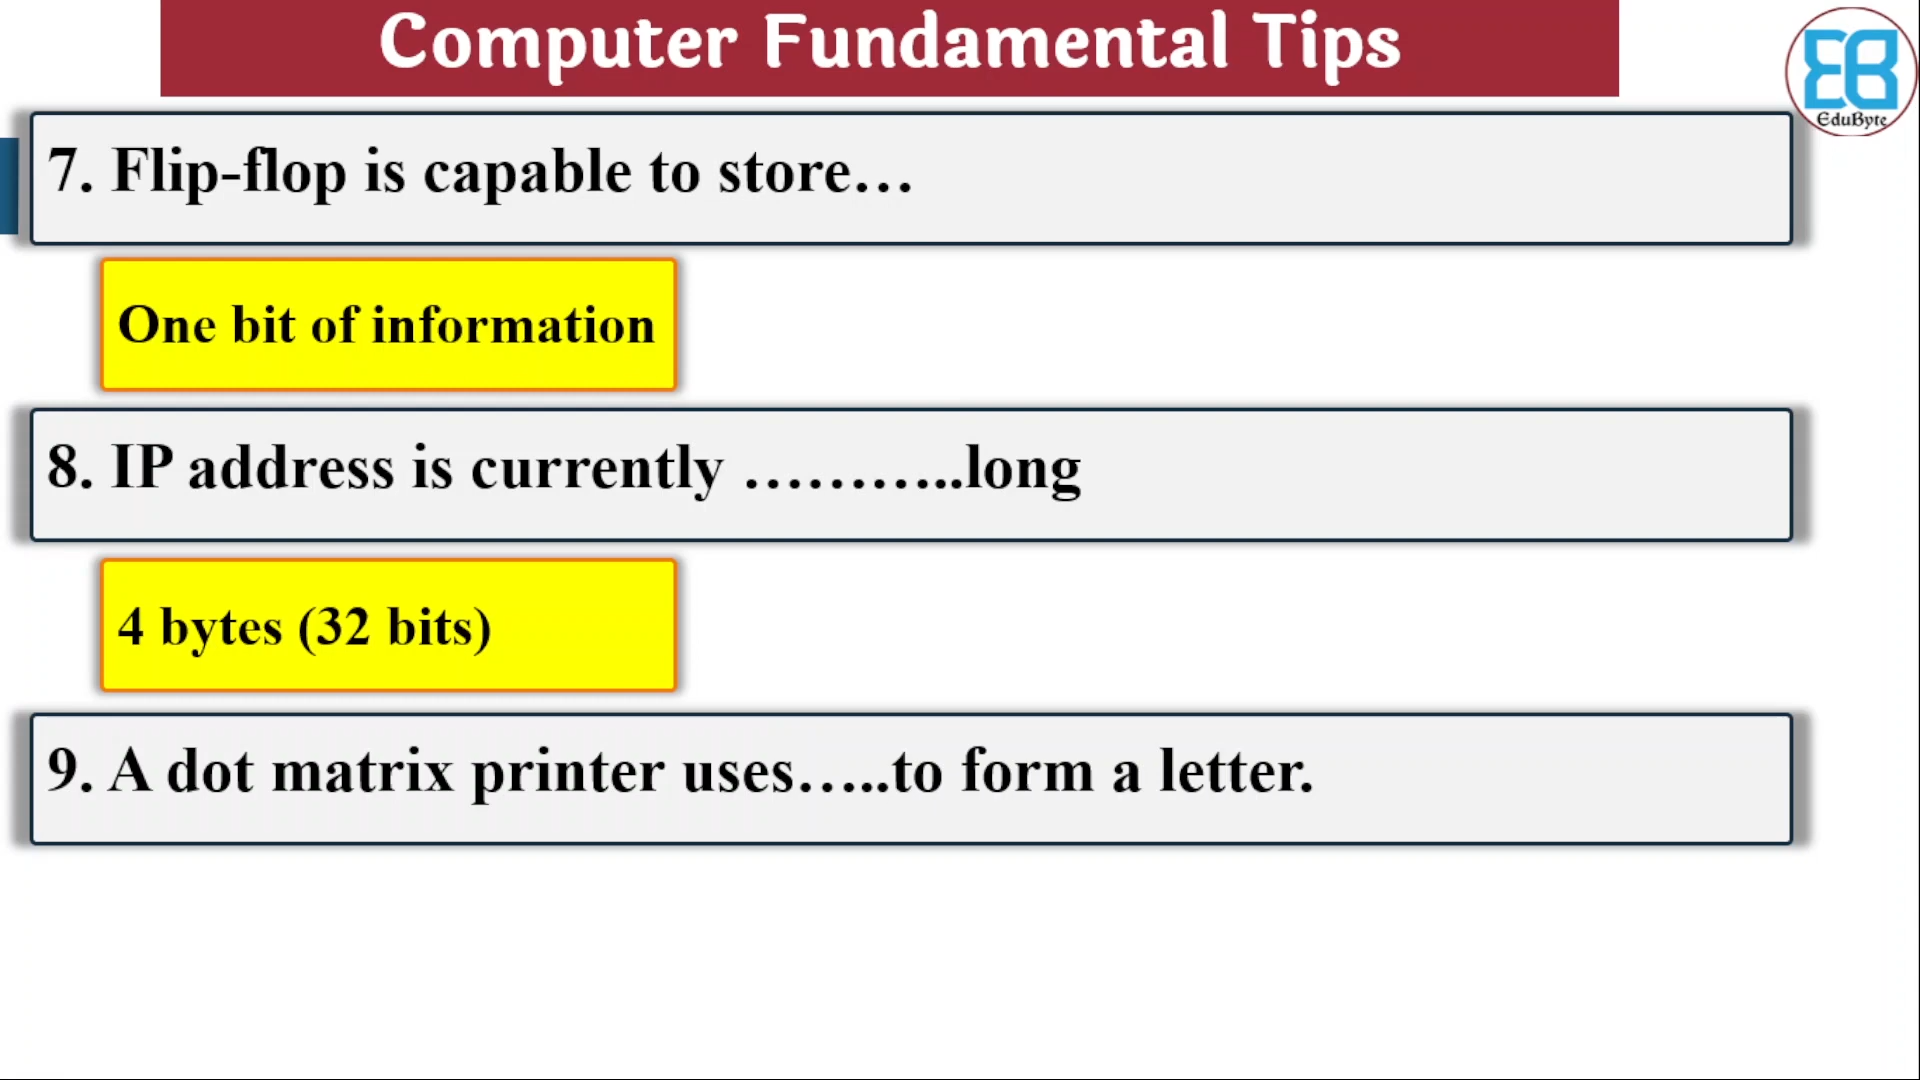 Computer Fundamental Tips
EduByte
7. Flip-flop is capable to store…
One bit of information
8. IP address is currently ………..long
4 bytes (32 bits)
9. A dot matrix printer uses…..to form a letter.